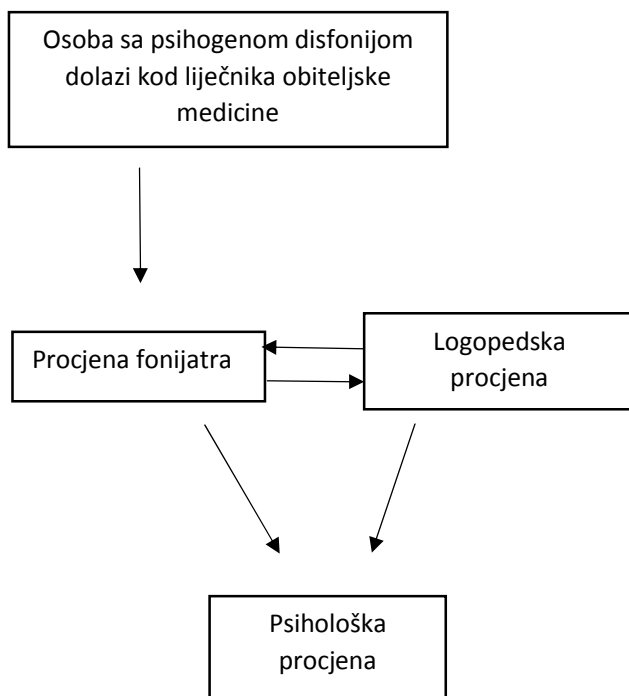 Osoba sa psihogenom disfonijom
dolazi kod liječnika obiteljske
medicine
Procjena fonijatra
Logopedska
procjena
Psihološka
procjena